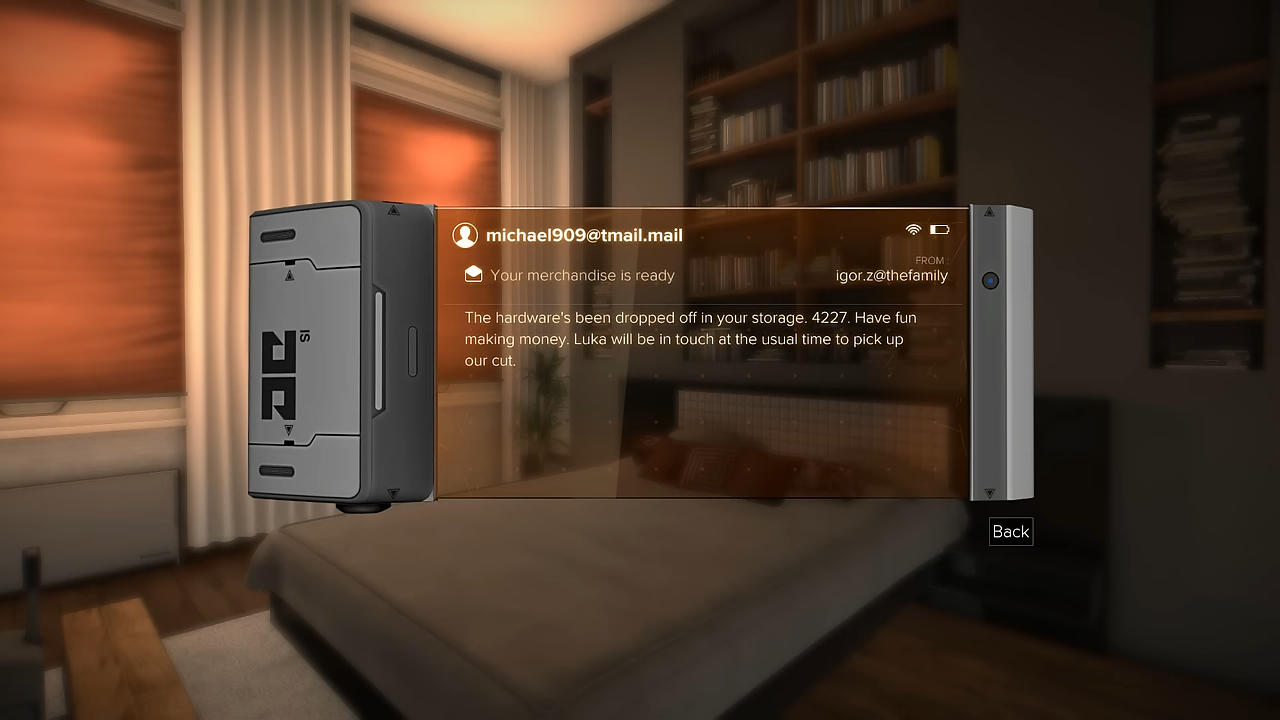 michael909@tmail.mail
Your merchandise is ready
FROM :
igor.z@thefamily
The hardware's been dropped off in your storage. 4227. Have fun
making money. Luka will be in touch at the usual time to pick up
our cut.
IS
Back